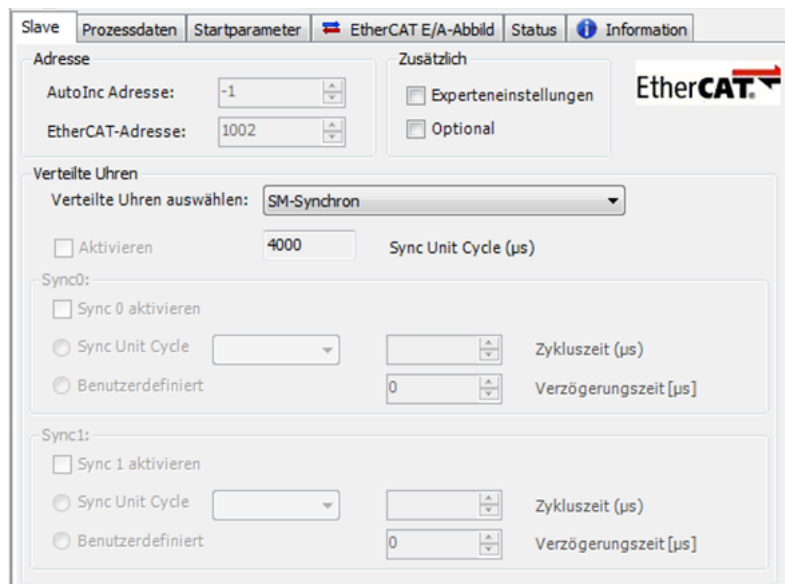 Slave Prozessdaten Startparameter EtherCAT E/A-Abbild Status Information
Adresse
AutoInc Adresse: -1
EtherCAT-Adresse: 1002
Zusätzlich
Experteneinstellungen
Optional
EtherCAT®
Verteilte Uhren
Verteilte Uhren auswählen: SM-Synchron
Aktivieren 4000 Sync Unit Cycle (µs)
Sync0:
Sync 0 aktivieren
Sync Unit Cycle Zykluszeit (µs)
Benutzerdefiniert 0 Verzögerungszeit [µs]
Sync1:
Sync 1 aktivieren
Sync Unit Cycle Zykluszeit (µs)
Benutzerdefiniert 0 Verzögerungszeit [µs]